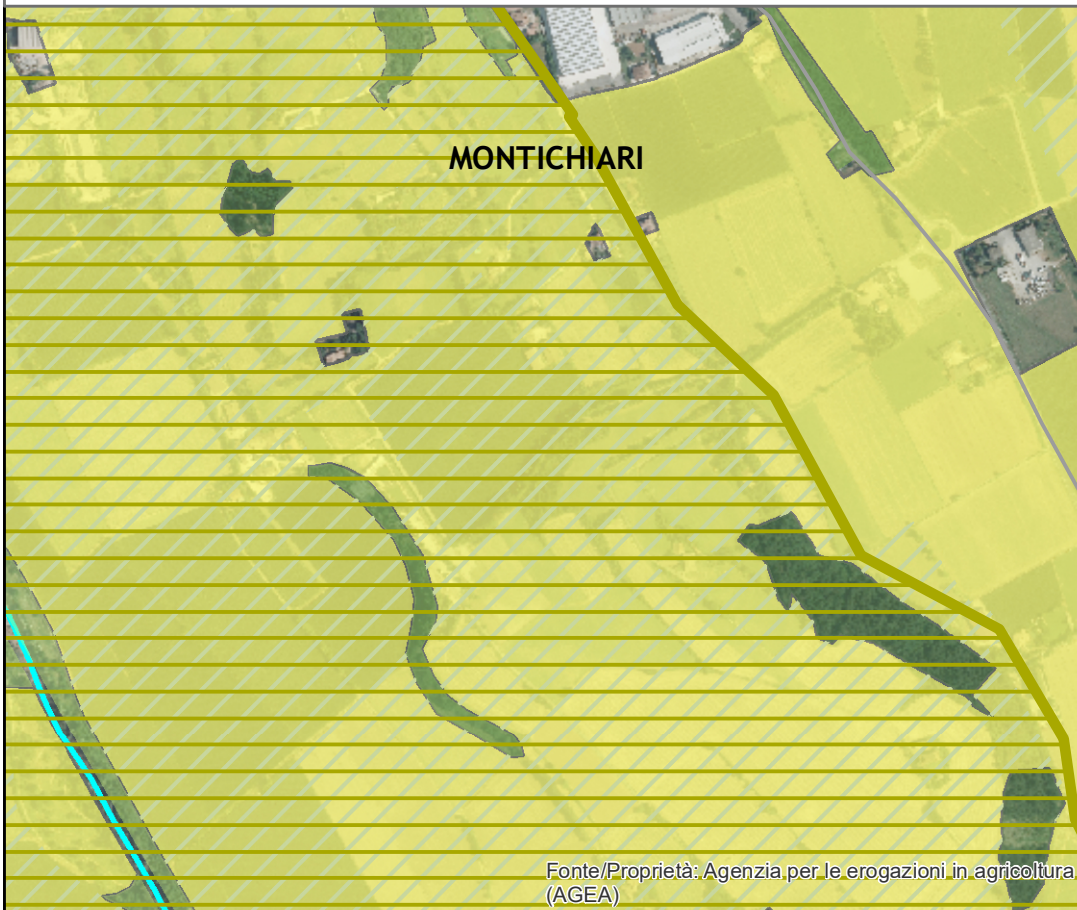 MONTICHIARI
Fonte/Proprietà: Agenzia per le erogazioni in agricoltura
(AGEA)